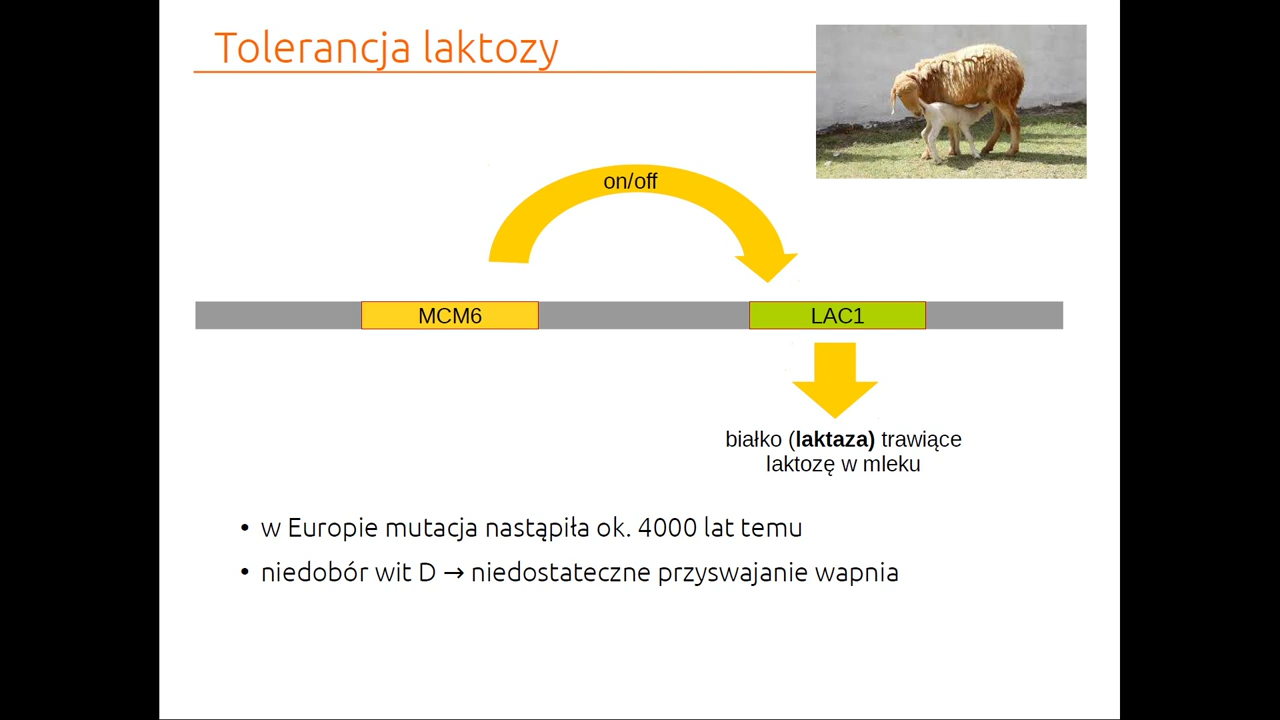 Tolerancja laktozy
on/off
MCM6
LAC1
białko (laktaza) trawiące
laktozę w mleku
• w Europie mutacja nastąpiła ok. 4000 lat temu
• niedobór wit D → niedostateczne przyswajanie wapnia